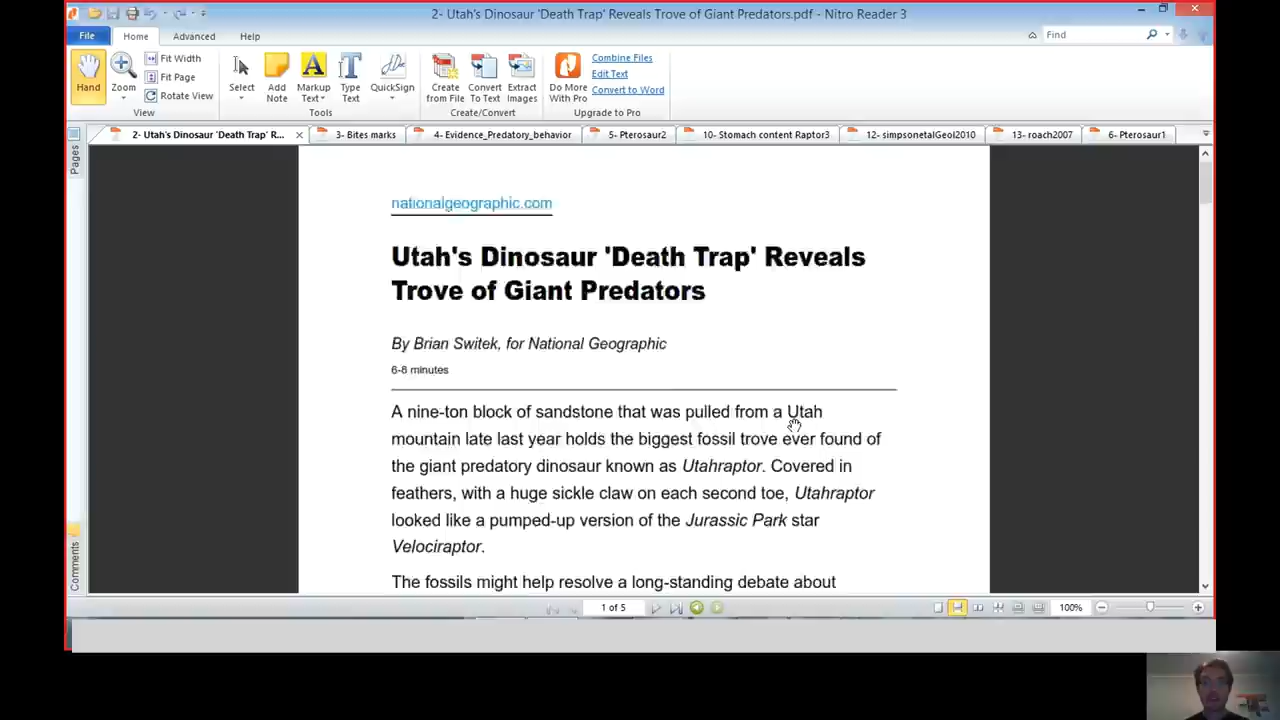 2- Utah's Dinosaur 'Death Trap' Reveals Trove of Giant Predators.pdf - Nitro Reader 3
File Home Advanced Help Find
Hand Zoom Fit Width Fit Page Rotate View
View
Select Add Note Markup Text Type Text QuickSign
Tools
Create from File Convert To Text Extract Images
Create/Convert
Do More With Pro Combine Files Edit Text Convert to Word
Upgrade to Pro
2- Utah's Dinosaur 'Death Trap' R... 3- Bites marks 4- Evidence_Predatory_behavior 5- Pterosaur2 10- Stomach content Raptor3 12- simpsonetalGeol2010 13- roach2007 6- Pterosaur1
Pages
nationalgeographic.com
Utah's Dinosaur 'Death Trap' Reveals
Trove of Giant Predators
By Brian Switek, for National Geographic
6-8 minutes
A nine-ton block of sandstone that was pulled from a Utah
mountain late last year holds the biggest fossil trove ever found of
the giant predatory dinosaur known as Utahraptor. Covered in
feathers, with a huge sickle claw on each second toe, Utahraptor
looked like a pumped-up version of the Jurassic Park star
Velociraptor.
The fossils might help resolve a long-standing debate about
Comments
1 of 5 100%